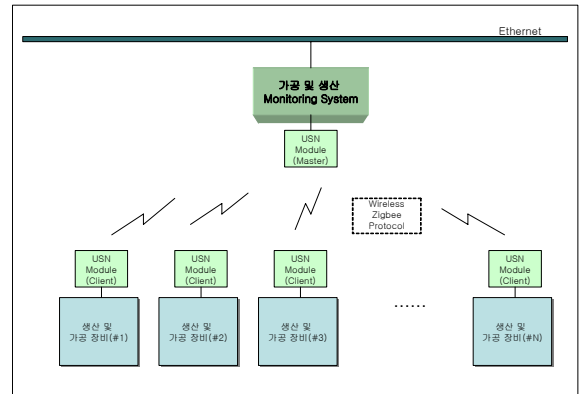 Ethernet
가공 및 생산
Monitoring System
USN
Module
(Master)
Wireless
Zigbee
Protocol
USN
Module
(Client)
USN
Module
(Client)
USN
Module
(Client)
USN
Module
(Client)
......
생산 및
가공 장비(#1)
생산 및
가공 장비(#2)
생산 및
가공 장비(#3)
생산 및
가공 장비(#N)